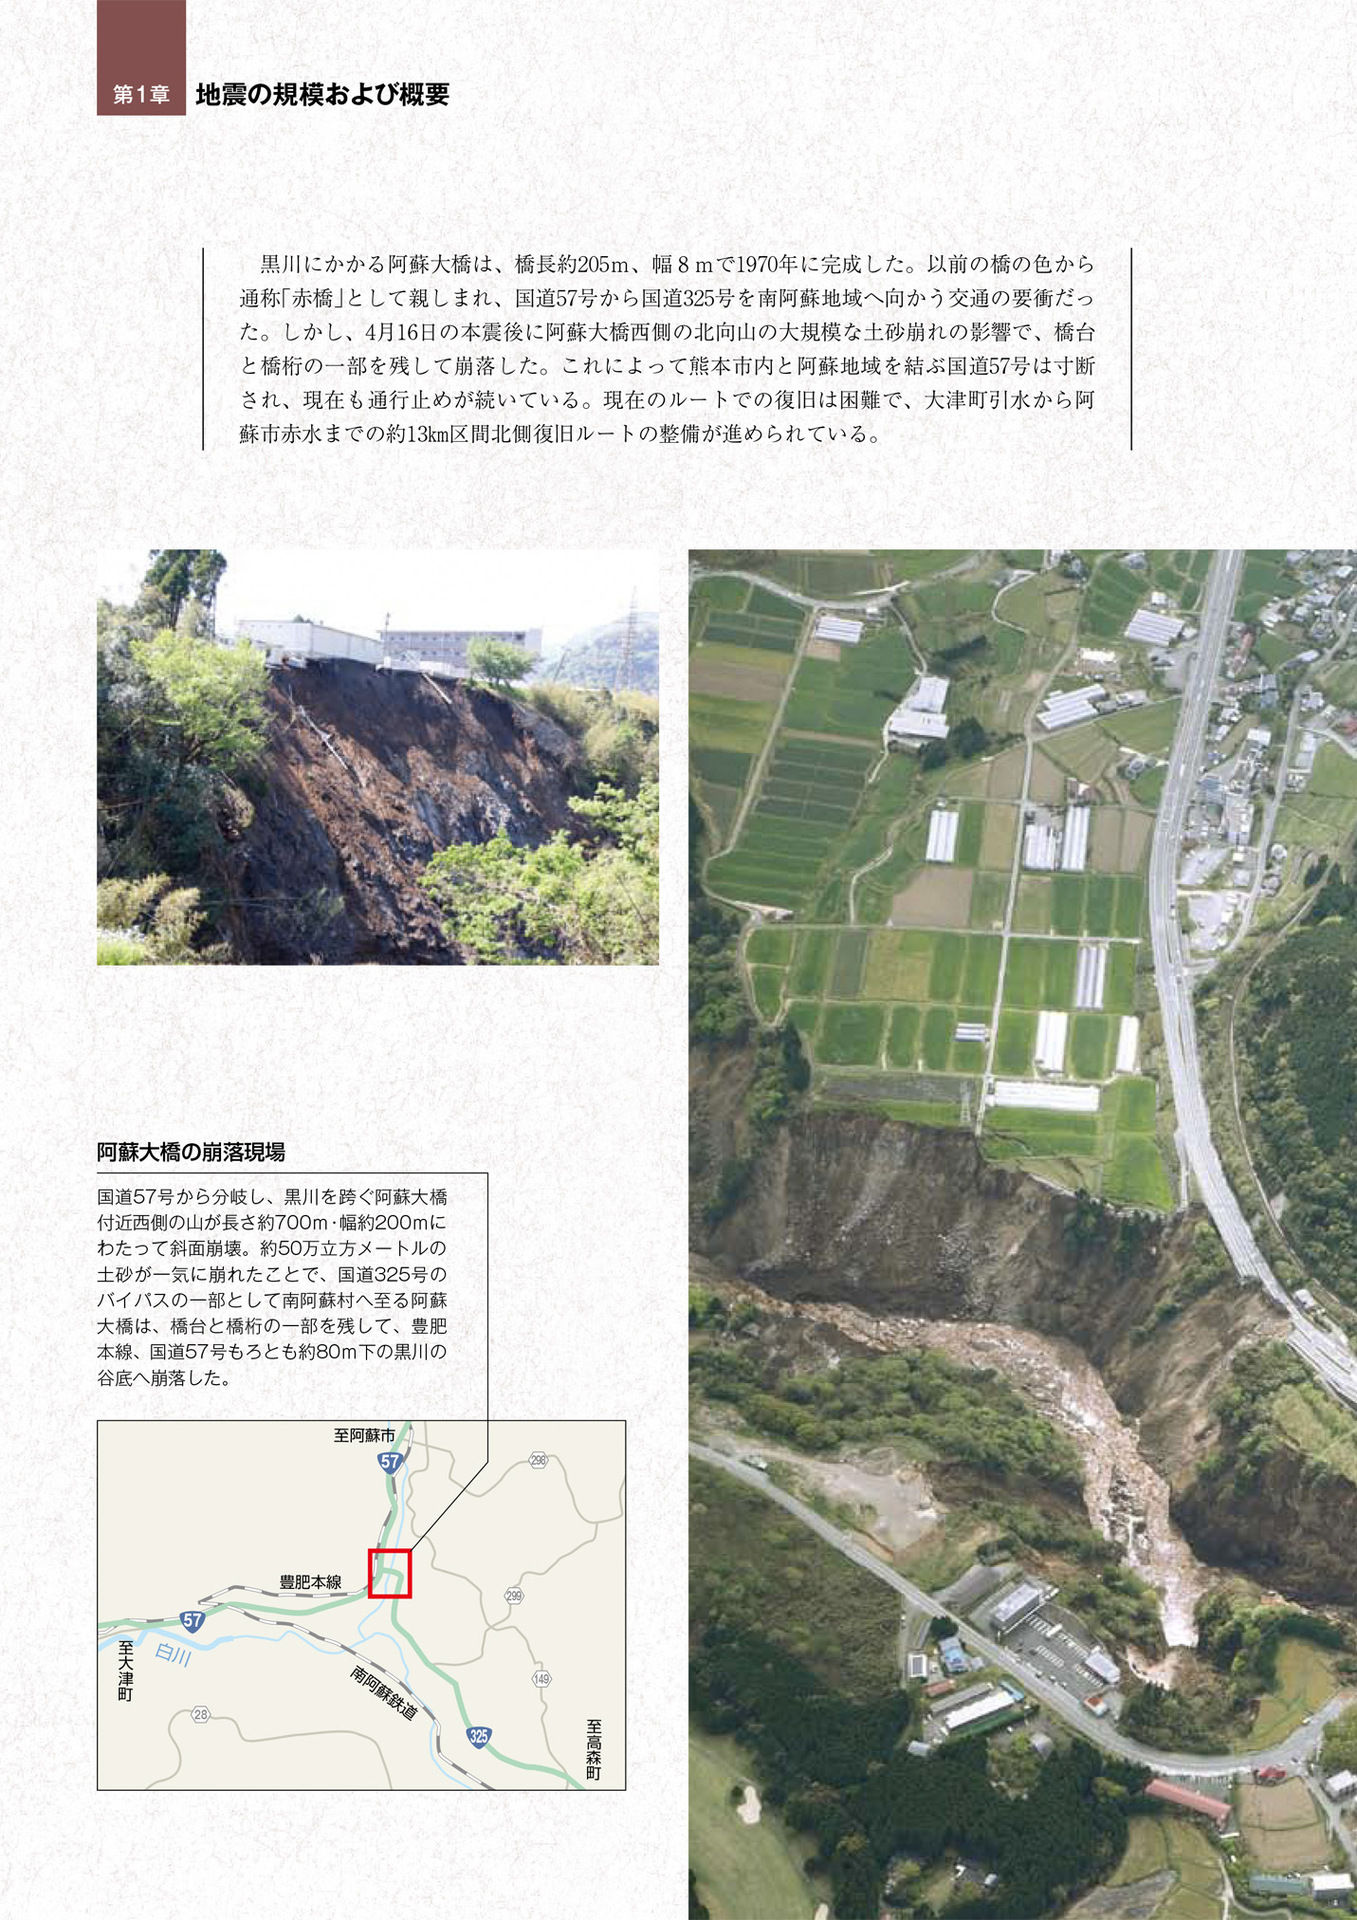 第1章 地震の規模および概要
黒川にかかる阿蘇大橋は、橋長約205m、幅８ｍで1970年に完成した。以前の橋の色から
通称｢赤橋｣として親しまれ、国道57号から国道325号を南阿蘇地域へ向かう交通の要衝だっ
た。しかし、4月16日の本震後に阿蘇大橋西側の北向山の大規模な土砂崩れの影響で、橋台
と橋桁の一部を残して崩落した。これによって熊本市内と阿蘇地域を結ぶ国道57号は寸断
され、現在も通行止めが続いている。現在のルートでの復旧は困難で、大津町引水から阿
蘇市赤水までの約13㎞区間北側復旧ルートの整備が進められている。
阿蘇大橋の崩落現場
国道57号から分岐し、黒川を跨ぐ阿蘇大橋
付近西側の山が長さ約700m･幅約200mに
わたって斜面崩壊。約50万立方メートルの
土砂が一気に崩れたことで、国道325号の
バイパスの一部として南阿蘇村へ至る阿蘇
大橋は、橋台と橋桁の一部を残して、豊肥
本線、国道57号もろとも約80m下の黒川の
谷底へ崩落した。
至阿蘇市
57
298
豊肥本線
299
57
白川
至大津町
南阿蘇鉄道
149
28
325
至高森町